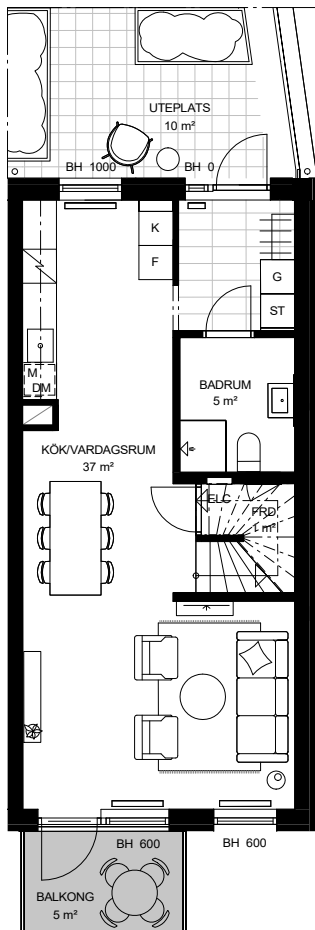 UTEPLATS
10 m²
BH 1000
BH 0
K
F
G
ST
M
DM
BADRUM
5 m²
KÖK/VARDAGSRUM
37 m²
ELC
FRD
1 m²
BH 600
BH 600
BALKONG
5 m²